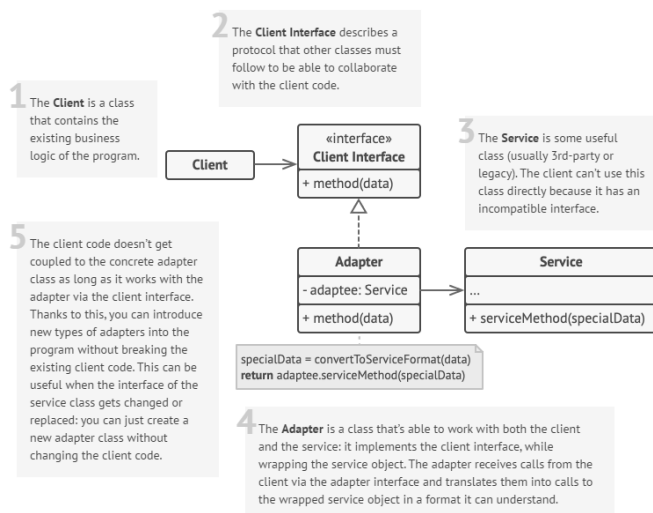 1
The Client is a class
that contains the
existing business
logic of the program.
2
The Client Interface describes a
protocol that other classes must
follow to be able to collaborate
with the client code.
Client
«interface»
Client Interface
+ method(data)
3
The Service is some useful
class (usually 3rd-party or
legacy). The client can’t use this
class directly because it has an
incompatible interface.
5
The client code doesn’t get
coupled to the concrete adapter
class as long as it works with the
adapter via the client interface.
Thanks to this, you can introduce
new types of adapters into the
program without breaking the
existing client code. This can be
useful when the interface of the
service class gets changed or
replaced: you can just create a
new adapter class without
changing the client code.
Adapter
- adaptee: Service
+ method(data)
Service
...
+ serviceMethod(specialData)
specialData = convertToServiceFormat(data)
return adaptee.serviceMethod(specialData)
4
The Adapter is a class that’s able to work with both the client
and the service: it implements the client interface, while
wrapping the service object. The adapter receives calls from the
client via the adapter interface and translates them into calls to
the wrapped service object in a format it can understand.